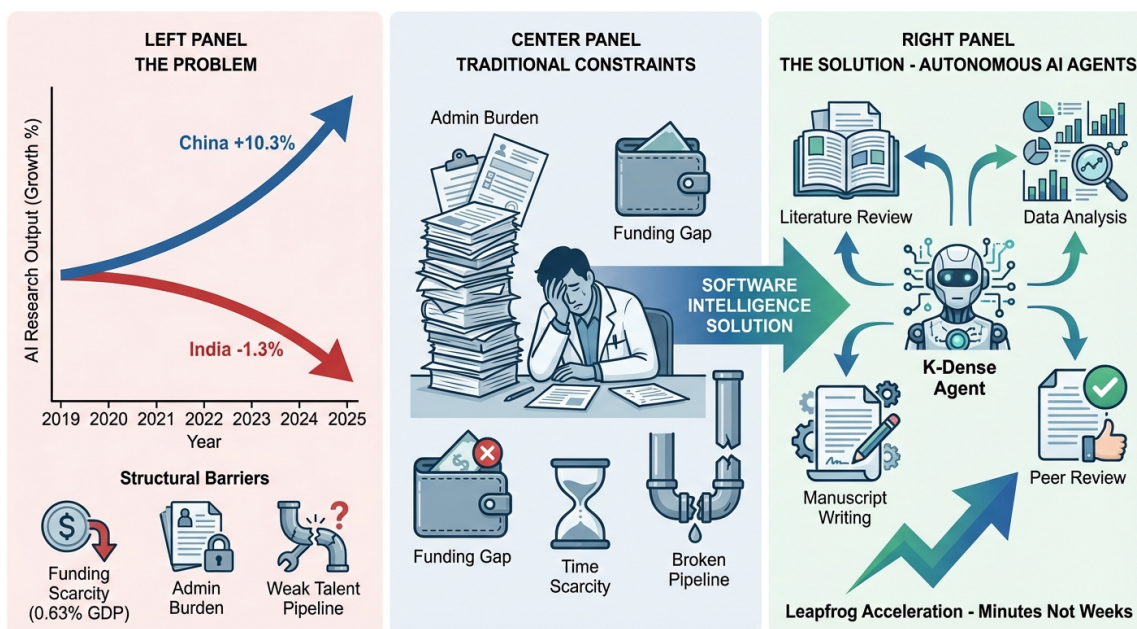 LEFT PANEL
THE PROBLEM
AI Research Output (Growth %)
China +10.3%
India -1.3%
2019 2020 2021 2022 2023 2024 2025
Year
Structural Barriers
$
Funding
Scarcity
(0.63% GDP)
Admin
Burden
?
Weak Talent
Pipeline
CENTER PANEL
TRADITIONAL CONSTRAINTS
Admin Burden
Funding Gap
$
Funding Gap
Time
Scarcity
Broken
Pipeline
SOFTWARE
INTELLIGENCE
SOLUTION
RIGHT PANEL
THE SOLUTION - AUTONOMOUS AI AGENTS
Literature Review
Data Analysis
K-Dense
Agent
Manuscript
Writing
Peer Review
Leapfrog Acceleration - Minutes Not Weeks